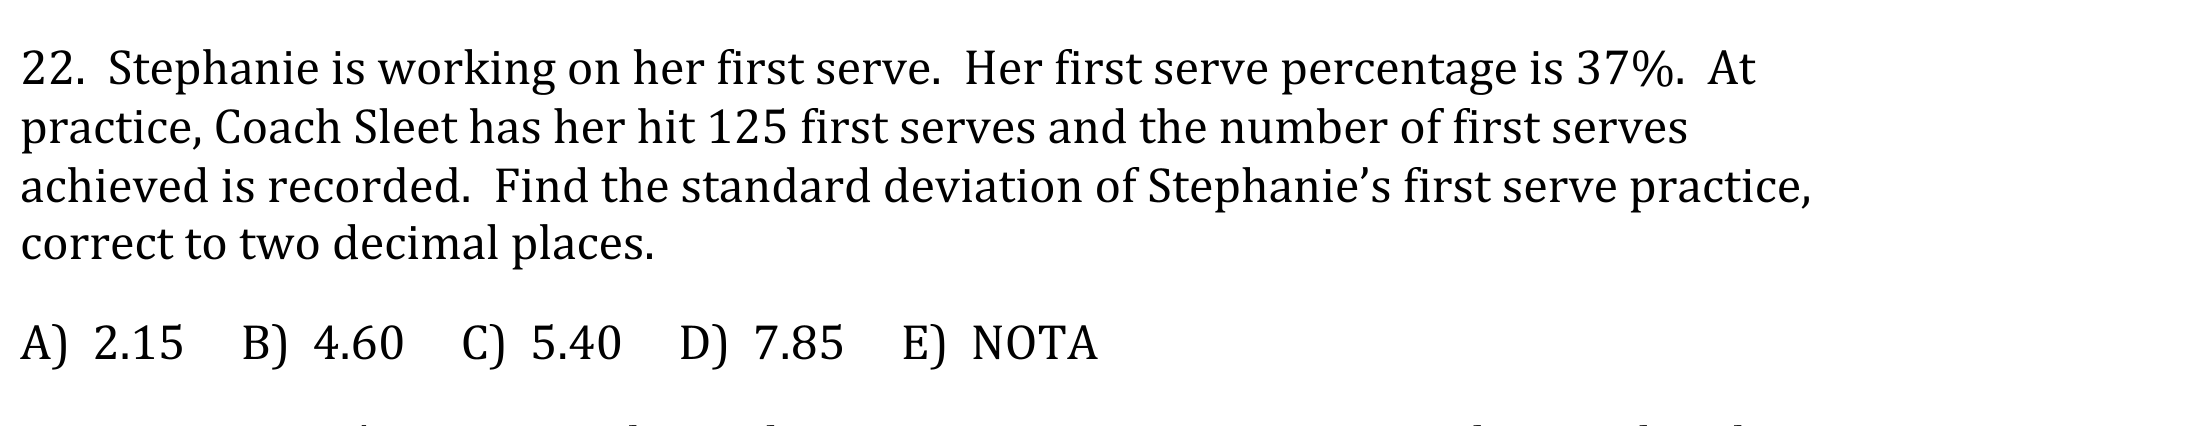 22. Stephanie is working on her first serve. Her first serve percentage is 37%. At
practice, Coach Sleet has her hit 125 first serves and the number of first serves
achieved is recorded. Find the standard deviation of Stephanie’s first serve practice,
correct to two decimal places.
A) 2.15 B) 4.60 C) 5.40 D) 7.85 E) NOTA